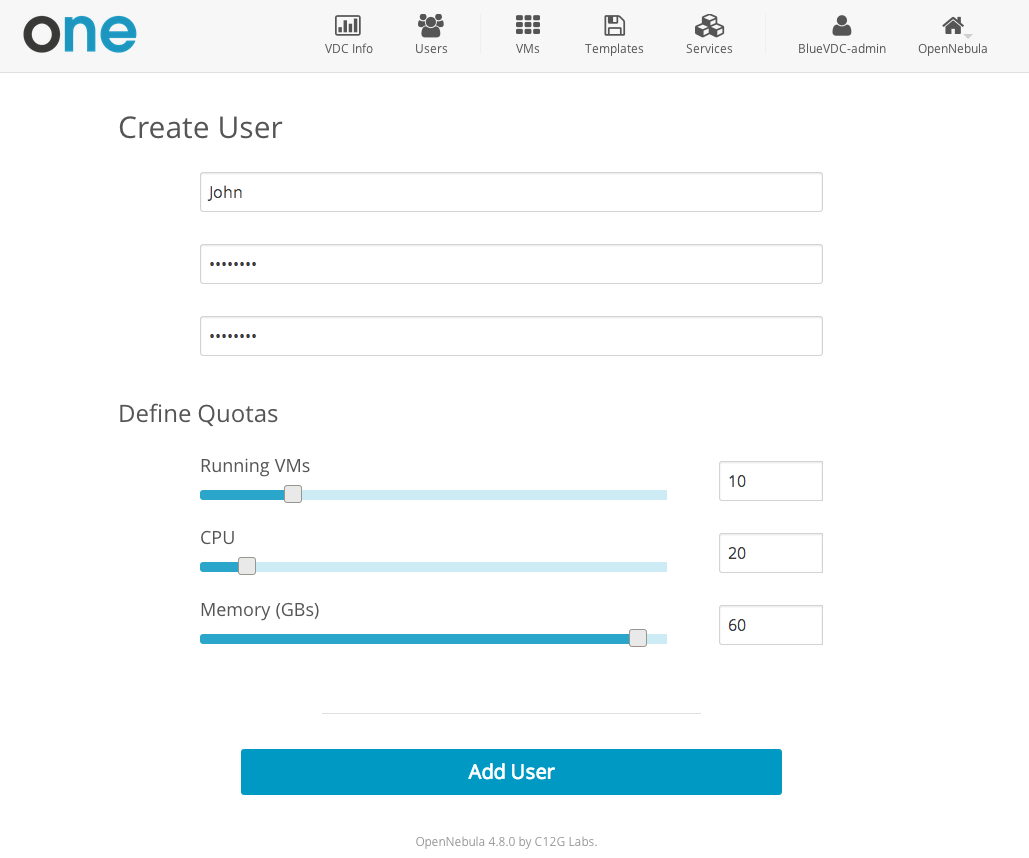 one
VDC Info
Users
VMs
Templates
Services
BlueVDC-admin
OpenNebula
Create User
John
••••••••
••••••••
Define Quotas
Running VMs
10
CPU
20
Memory (GBs)
60
Add User
OpenNebula 4.8.0 by C12G Labs.